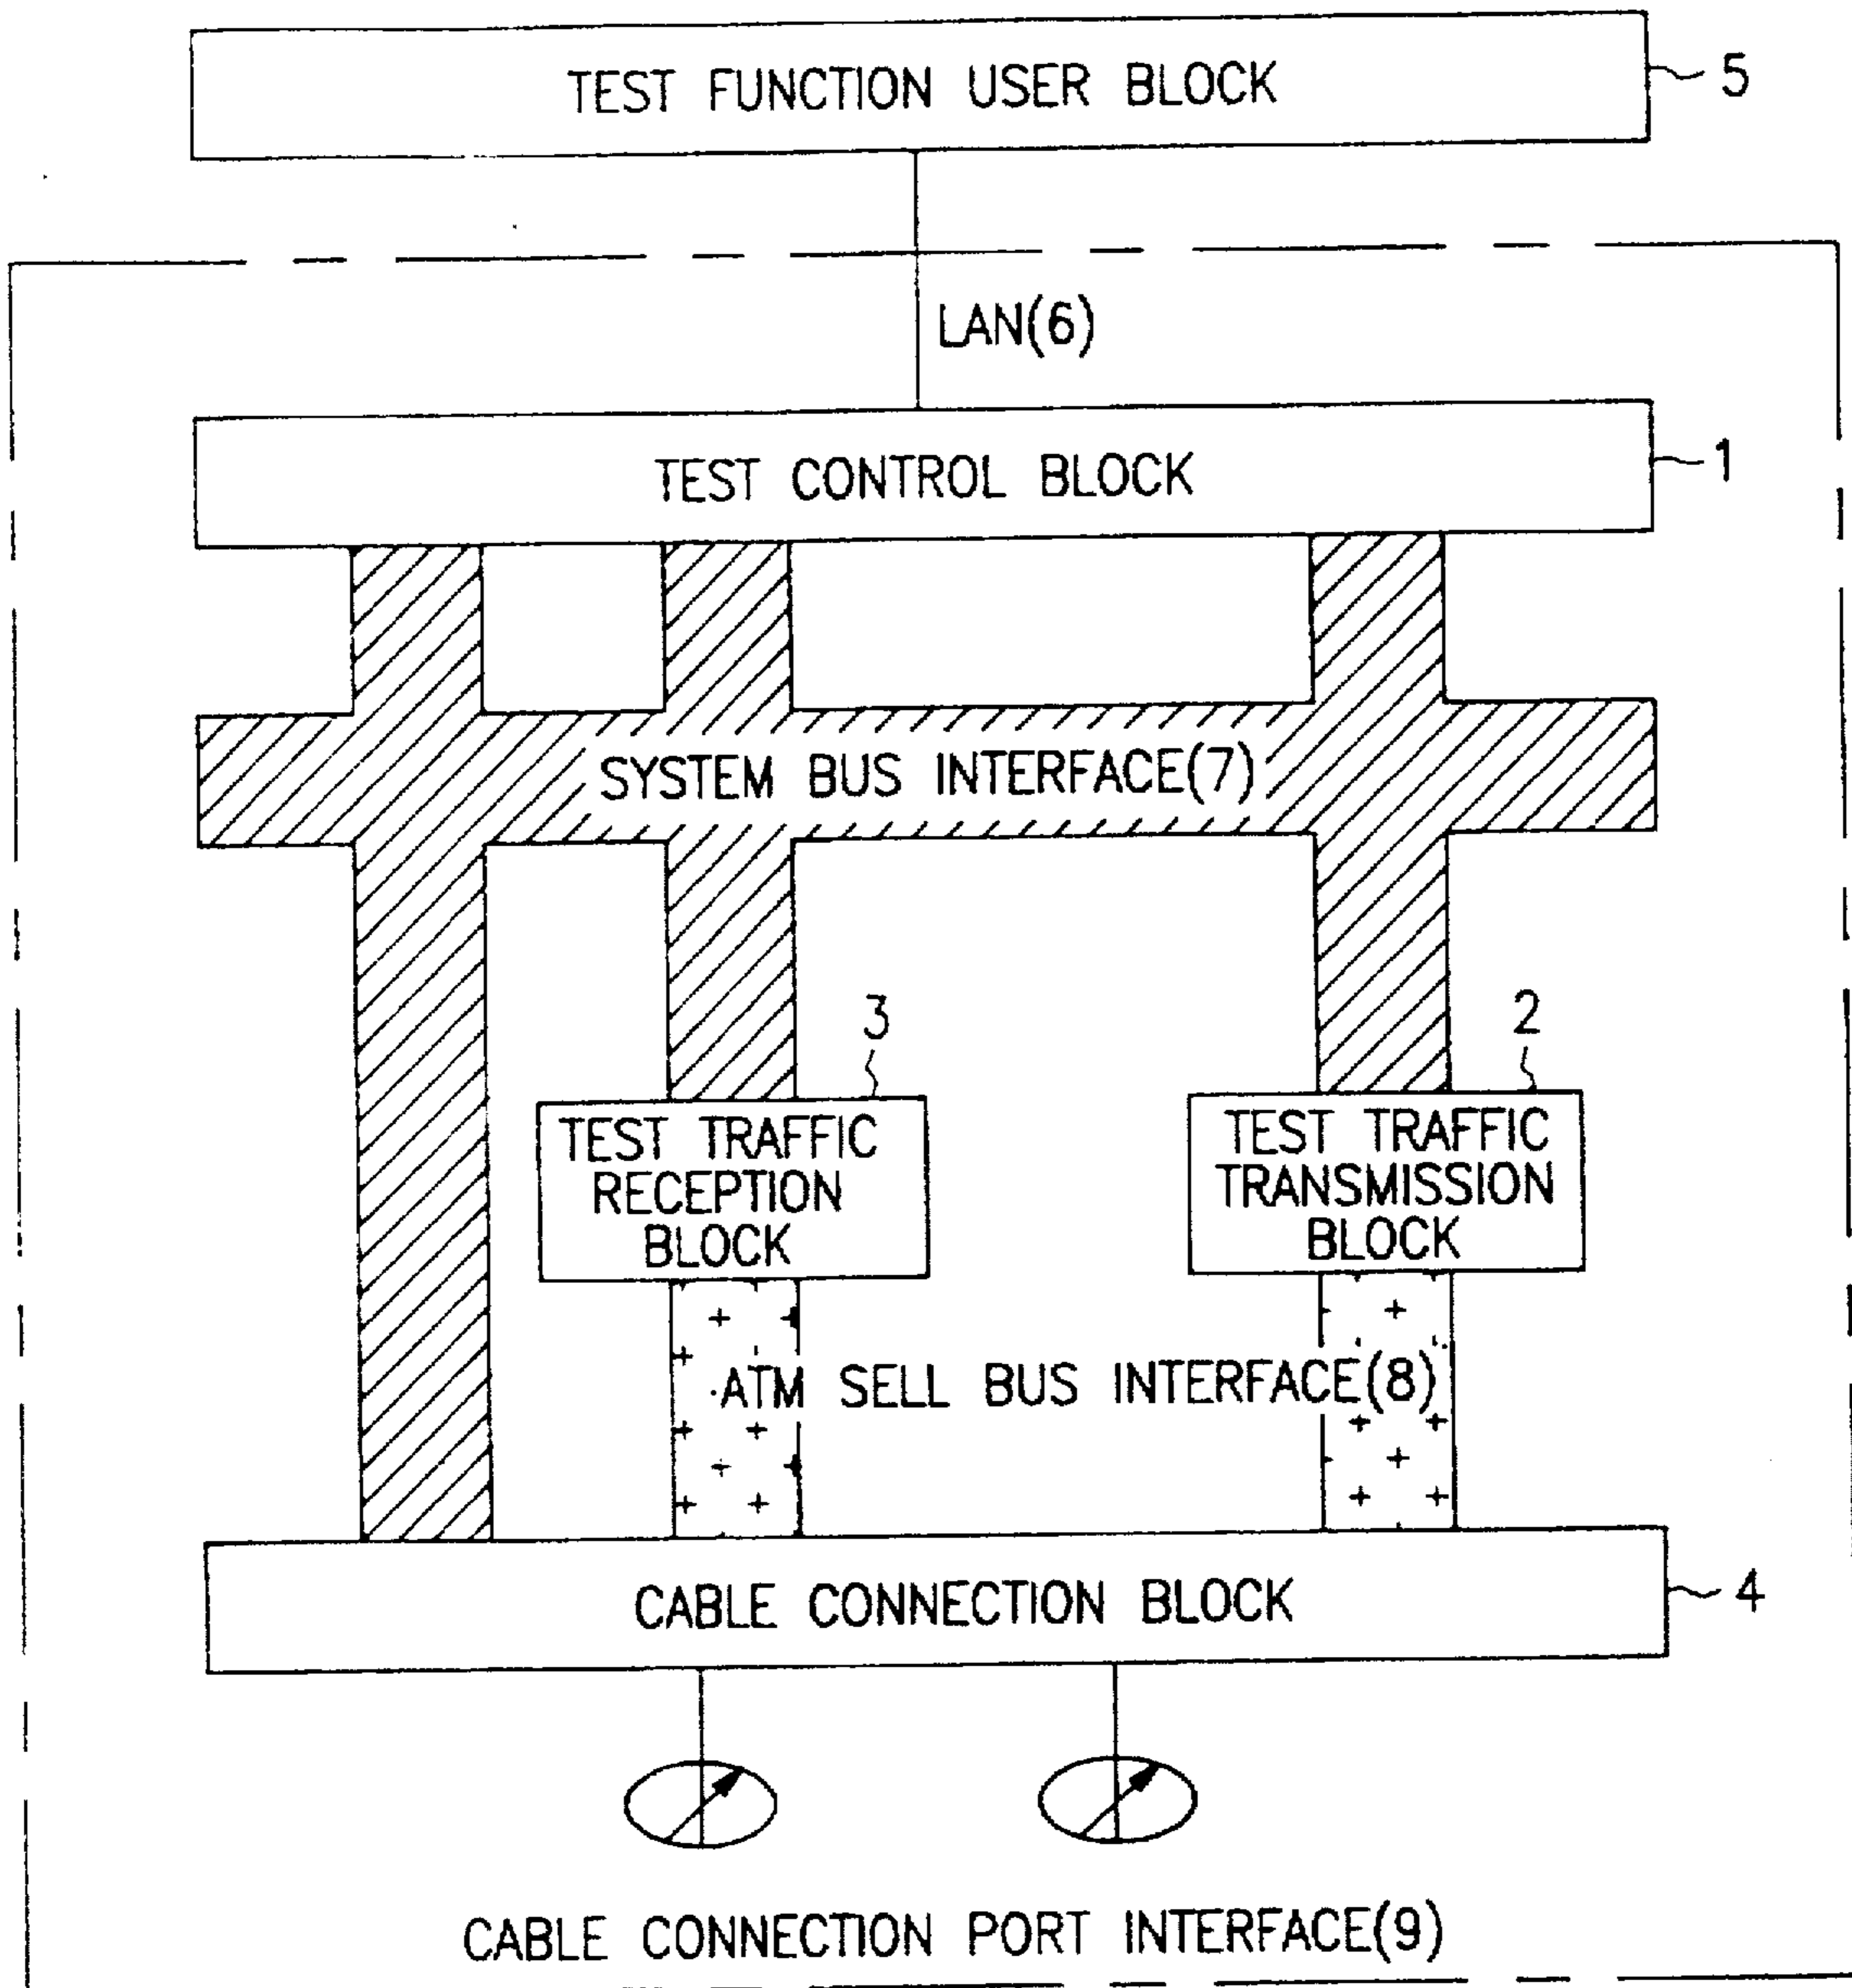 TEST FUNCTION USER BLOCK
5
LAN(6)
TEST CONTROL BLOCK
1
SYSTEM BUS INTERFACE(7)
3
2
TEST TRAFFIC
RECEPTION
BLOCK
TEST TRAFFIC
TRANSMISSION
BLOCK
ATM SELL BUS INTERFACE(8)
CABLE CONNECTION BLOCK
4
CABLE CONNECTION PORT INTERFACE(9)